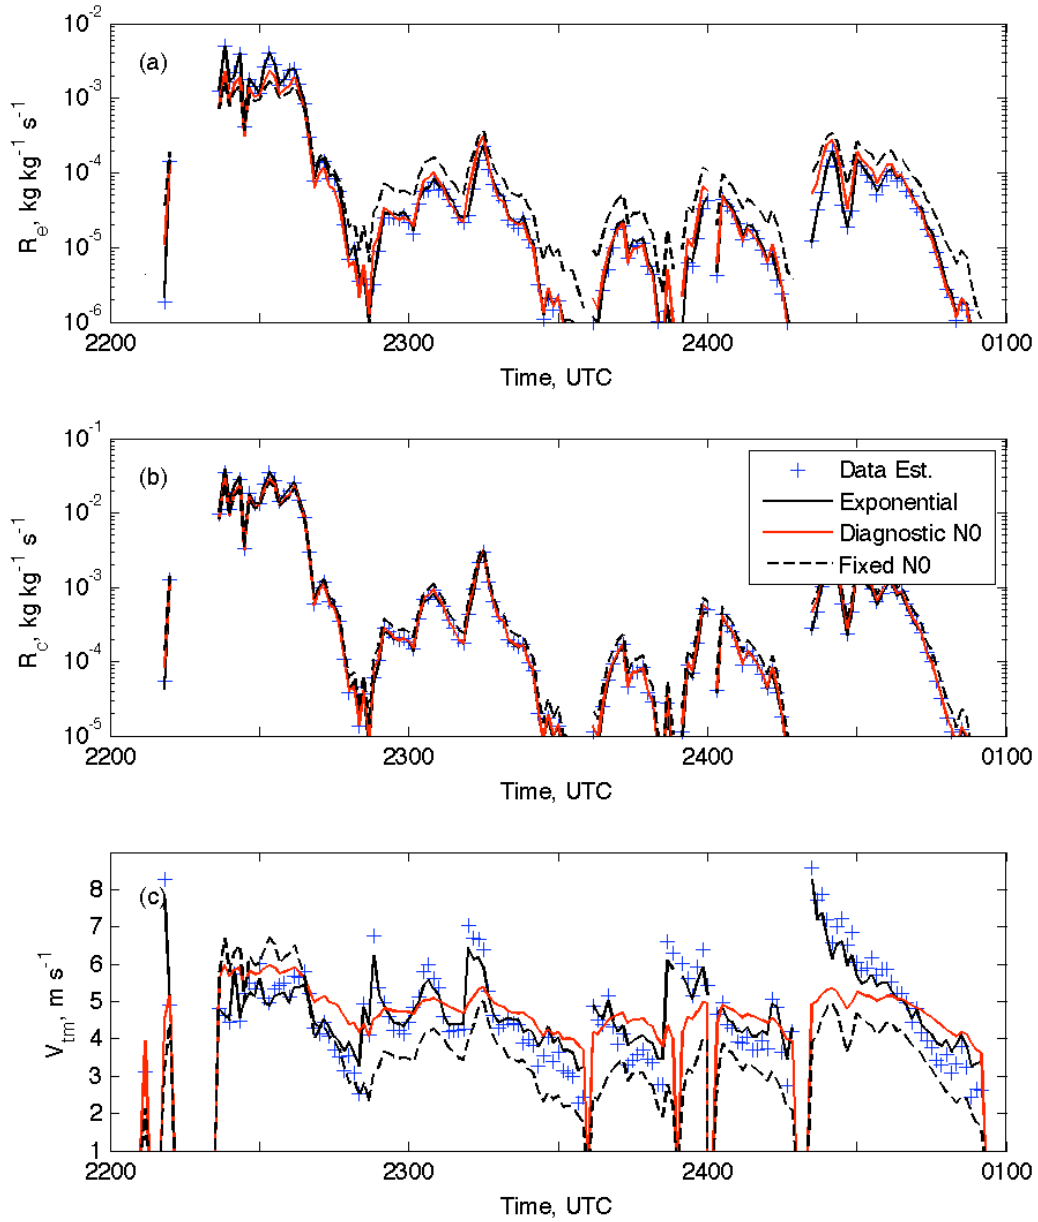 10^-2
(a)
10^-3
10^-4
10^-5
10^-6
R_e, kg kg^-1 s^-1
2200 2300 2400 0100
Time, UTC
10^-1
(b)
10^-2
10^-3
10^-4
10^-5
R_c, kg kg^-1 s^-1
Data Est.
Exponential
Diagnostic N0
Fixed N0
2200 2300 2400 0100
Time, UTC
(c)
8
7
6
5
4
3
2
1
V_tm, m s^-1
2200 2300 2400 0100
Time, UTC